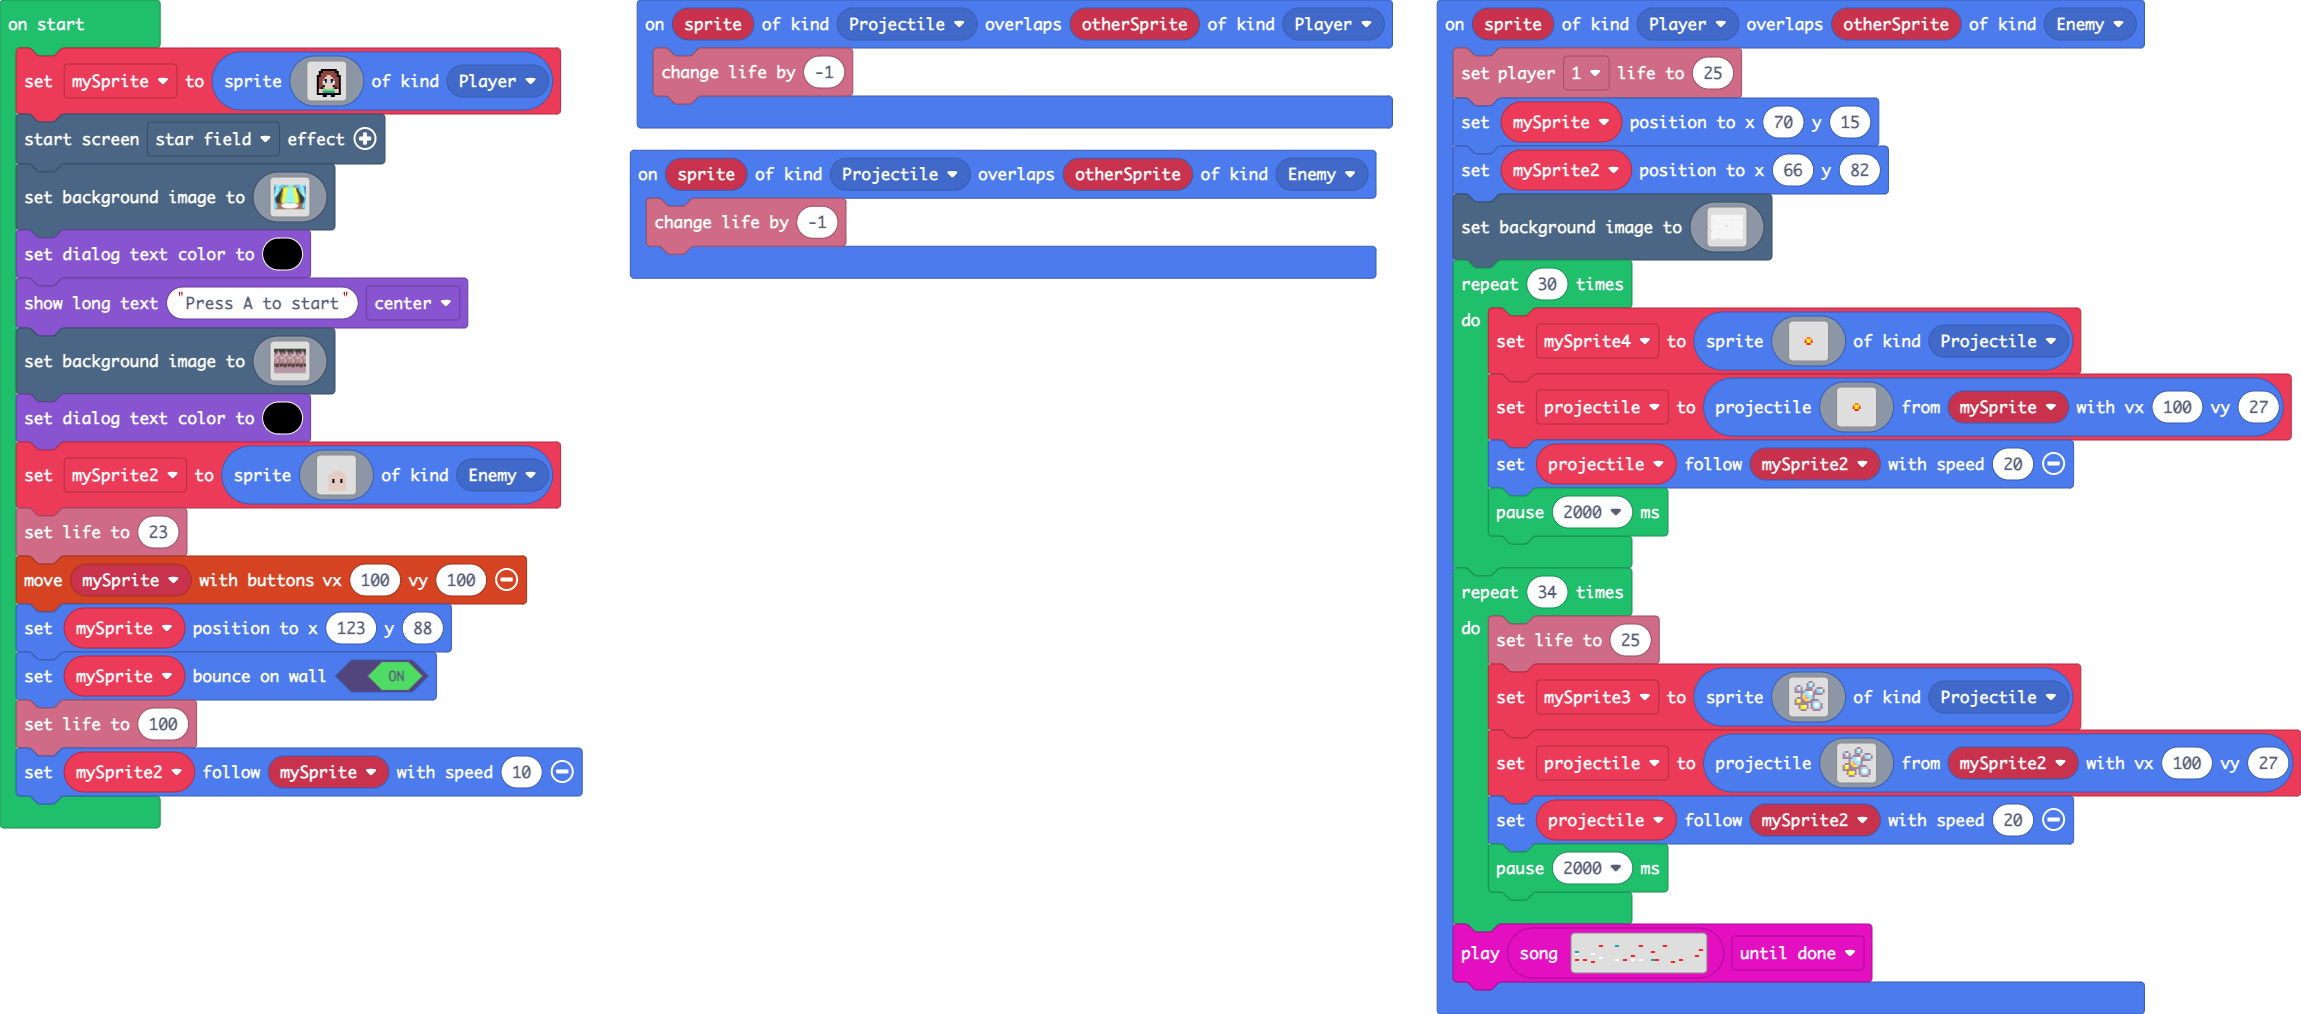 on start
set mySprite to sprite of kind Player
start screen star field effect
set background image to
set dialog text color to
show long text "Press A to start" center
set background image to
set dialog text color to
set mySprite2 to sprite of kind Enemy
set life to 23
move mySprite with buttons vx 100 vy 100
set mySprite position to x 123 y 88
set mySprite bounce on wall ON
set life to 100
set mySprite2 follow mySprite with speed 10
on sprite of kind Projectile overlaps otherSprite of kind Player
change life by -1
on sprite of kind Projectile overlaps otherSprite of kind Enemy
change life by -1
on sprite of kind Player overlaps otherSprite of kind Enemy
set player 1 life to 25
set mySprite position to x 70 y 15
set mySprite2 position to x 66 y 82
set background image to
repeat 30 times
do
set mySprite4 to sprite of kind Projectile
set projectile to projectile from mySprite with vx 100 vy 27
set projectile follow mySprite2 with speed 20
pause 2000 ms
repeat 34 times
do
set life to 25
set mySprite3 to sprite of kind Projectile
set projectile to projectile from mySprite2 with vx 100 vy 27
set projectile follow mySprite2 with speed 20
pause 2000 ms
play song until done